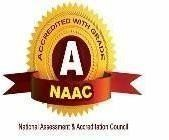 ACCREDITED WITH GRADE
A
NAAC
National Assessment & Accreditation Council